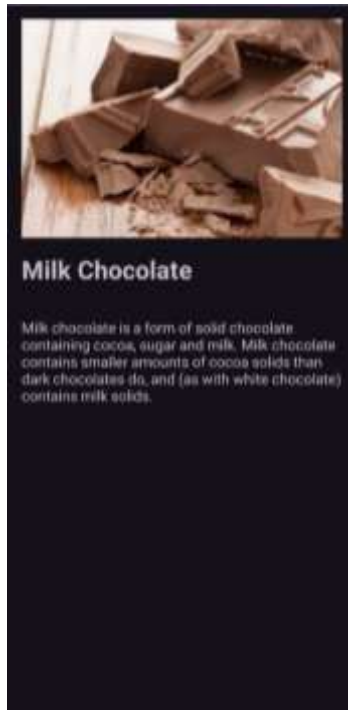 Milk Chocolate
Milk chocolate is a form of solid chocolate
containing cocoa, sugar and milk. Milk chocolate
contains smaller amounts of cocoa solids than
dark chocolates do, and (as with white chocolate)
contains milk solids.